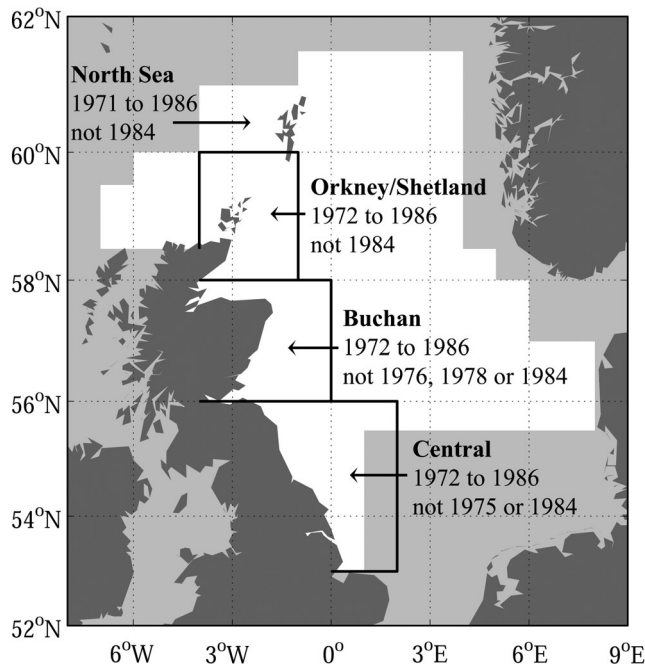 62°N
60°N
58°N
56°N
54°N
52°N
North Sea
1971 to 1986
not 1984
Orkney/Shetland
1972 to 1986
not 1984
Buchan
1972 to 1986
not 1976, 1978 or 1984
Central
1972 to 1986
not 1975 or 1984
6°W 3°W 0° 3°E 6°E 9°E